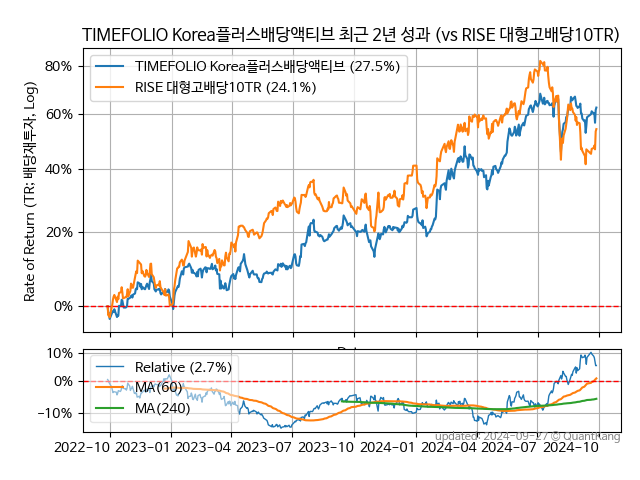 TIMEFOLIO Korea플러스배당액티브 최근 2년 성과 (vs RISE 대형고배당10TR)
Rate of Return (TR: 배당재투자, Log)
80%
60%
40%
20%
0%
TIMEFOLIO Korea플러스배당액티브 (27.5%)
RISE 대형고배당10TR (24.1%)
10%
0%
−10%
Relative (2.7%)
MA(60)
MA(240)
2022−10 2023−01 2023−04 2023−07 2023−10 2024−01 2024−04 2024−07 2024−10
updated: 2024−09−27 © QuantKang